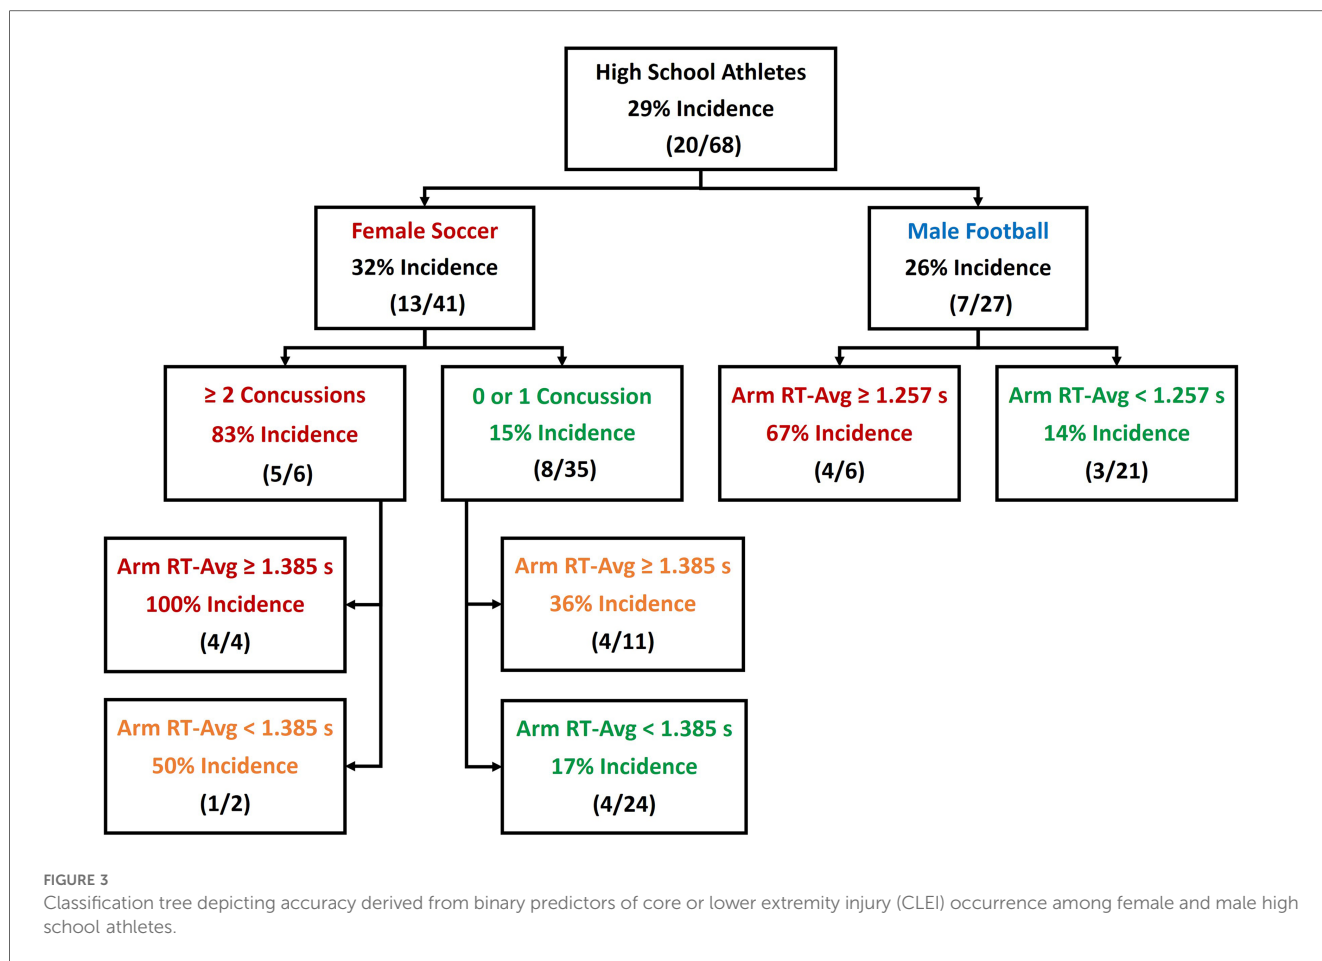 High School Athletes
29% Incidence
(20/68)
Female Soccer
32% Incidence
(13/41)
Male Football
26% Incidence
(7/27)
≥ 2 Concussions
83% Incidence
(5/6)
0 or 1 Concussion
15% Incidence
(8/35)
Arm RT-Avg ≥ 1.257 s
67% Incidence
(4/6)
Arm RT-Avg < 1.257 s
14% Incidence
(3/21)
Arm RT-Avg ≥ 1.385 s
100% Incidence
(4/4)
Arm RT-Avg ≥ 1.385 s
36% Incidence
(4/11)
Arm RT-Avg < 1.385 s
50% Incidence
(1/2)
Arm RT-Avg < 1.385 s
17% Incidence
(4/24)
FIGURE 3
Classification tree depicting accuracy derived from binary predictors of core or lower extremity injury (CLEI) occurrence among female and male high
school athletes.